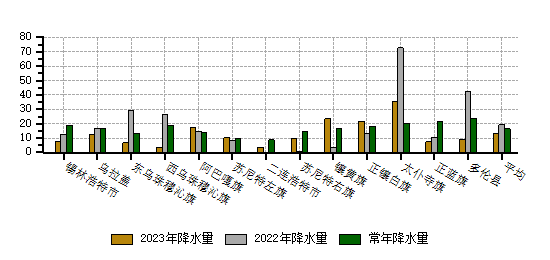 80
70
60
50
40
30
20
10
0
锡林浩特市
乌拉盖
东乌珠穆沁旗
西乌珠穆沁旗
阿巴嘎旗
苏尼特左旗
二连浩特市
苏尼特右旗
镶黄旗
正镶白旗
太仆寺旗
正蓝旗
多伦县
平均
2023年降水量 2022年降水量 常年降水量